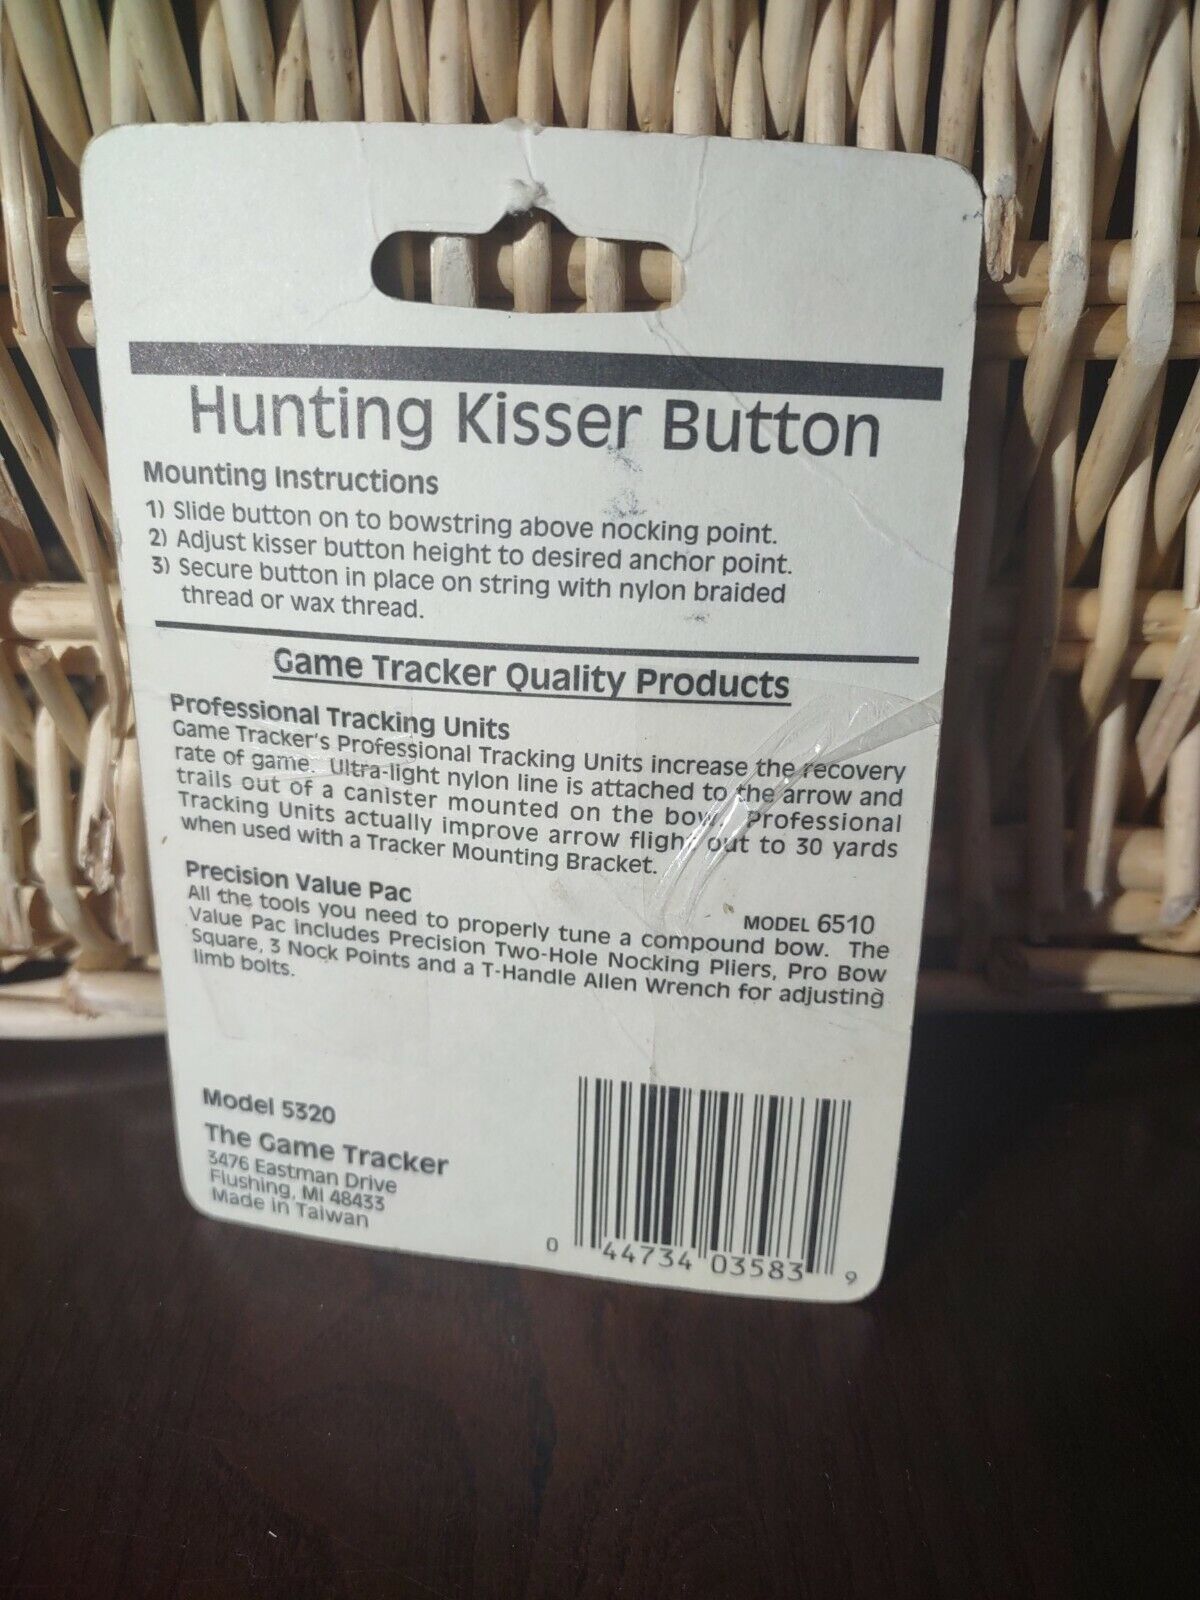 Hunting Kisser Button
Mounting Instructions
1) Slide button on to bowstring above nocking point.
2) Adjust kisser button height to desired anchor point.
3) Secure button in place on string with nylon braided
thread or wax thread.
Game Tracker Quality Products
Professional Tracking Units
Game Tracker's Professional Tracking Units increase the recovery
rate of game. Ultra-light nylon line is attached to the arrow and
trails out of a canister mounted on the bow. Professional
Tracking Units actually improve arrow flight out to 30 yards
when used with a Tracker Mounting Bracket.
Precision Value Pac
MODEL 6510
All the tools you need to properly tune a compound bow. The
Value Pac includes Precision Two-Hole Nocking Pliers, Pro Bow
Square, 3 Nock Points and a T-Handle Allen Wrench for adjusting
limb bolts.
Model 5320
The Game Tracker
3476 Eastman Drive
Flushing, MI 48433
Made in Taiwan
0 44734 03583 9